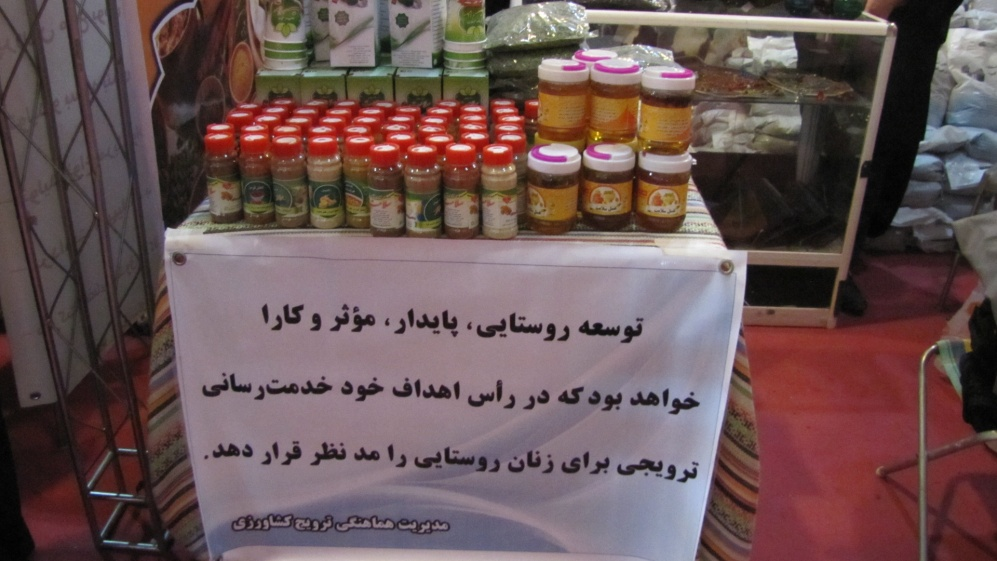 توسعه روستایی، پایدار، مؤثر و کارا
خواهد بود که در رأس اهداف خود خدمت‌رسانی
ترویجی برای زنان روستایی را مد نظر قرار دهد.
مدیریت هماهنگی ترویج کشاورزی